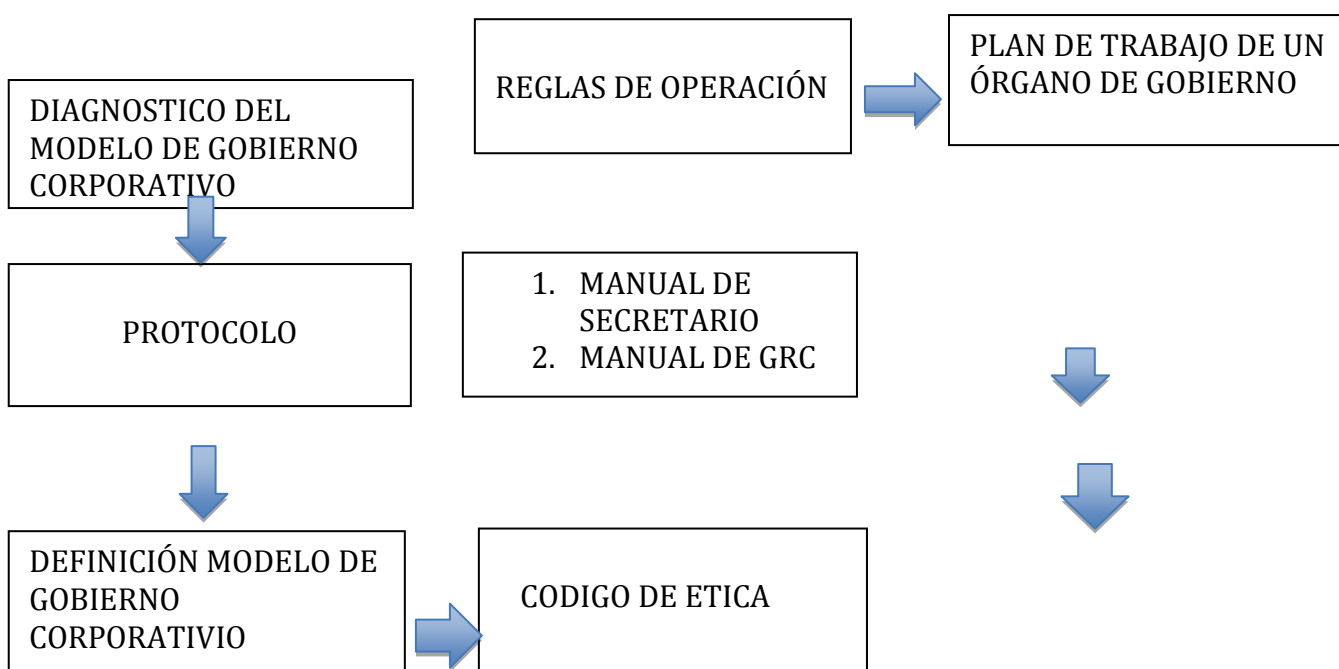 DIAGNOSTICO DEL
MODELO DE GOBIERNO
CORPORATIVO
PROTOCOLO
DEFINICIÓN MODELO DE
GOBIERNO
CORPORATIVIO
REGLAS DE OPERACIÓN
1. MANUAL DE
SECRETARIO
2. MANUAL DE GRC
CODIGO DE ETICA
PLAN DE TRABAJO DE UN
ÓRGANO DE GOBIERNO